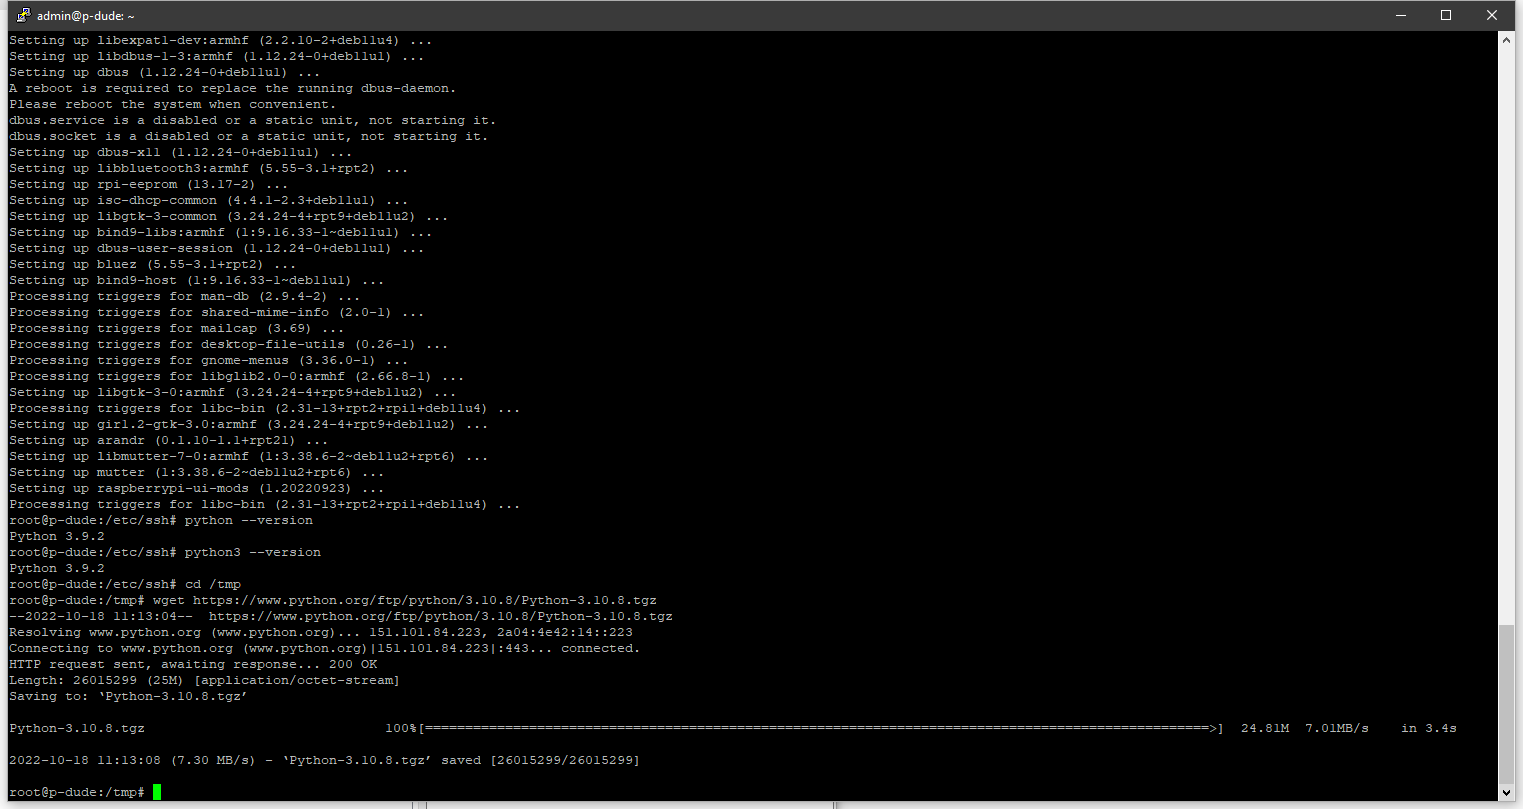 admin@p-dude: ~
Setting up libexpat1-dev:armhf (2.2.10-2+deb11u4) ...
Setting up libdbus-1-3:armhf (1.12.24-0+deb11u1) ...
Setting up dbus (1.12.24-0+deb11u1) ...
A reboot is required to replace the running dbus-daemon.
Please reboot the system when convenient.
dbus.service is a disabled or a static unit, not starting it.
dbus.socket is a disabled or a static unit, not starting it.
Setting up dbus-x11 (1.12.24-0+deb11u1) ...
Setting up libbluetooth3:armhf (5.55-3.1+rpt2) ...
Setting up rpi-eeprom (13.17-2) ...
Setting up isc-dhcp-common (4.4.1-2.3+deb11u1) ...
Setting up libgtk-3-common (3.24.24-4+rpt9+deb11u2) ...
Setting up bind9-libs:armhf (1:9.16.33-1~deb11u1) ...
Setting up dbus-user-session (1.12.24-0+deb11u1) ...
Setting up bluez (5.55-3.1+rpt2) ...
Setting up bind9-host (1:9.16.33-1~deb11u1) ...
Processing triggers for man-db (2.9.4-2) ...
Processing triggers for shared-mime-info (2.0-1) ...
Processing triggers for mailcap (3.69) ...
Processing triggers for desktop-file-utils (0.26-1) ...
Processing triggers for gnome-menus (3.36.0-1) ...
Processing triggers for libglib2.0-0:armhf (2.66.8-1) ...
Setting up libgtk-3-0:armhf (3.24.24-4+rpt9+deb11u2) ...
Processing triggers for libc-bin (2.31-13+rpt2+rpi1+deb11u4) ...
Setting up gir1.2-gtk-3.0:armhf (3.24.24-4+rpt9+deb11u2) ...
Setting up arandr (0.1.10-1.1+rpt21) ...
Setting up libmutter-7-0:armhf (1:3.38.6-2~deb11u2+rpt6) ...
Setting up mutter (1:3.38.6-2~deb11u2+rpt6) ...
Setting up raspberrypi-ui-mods (1.20220923) ...
Processing triggers for libc-bin (2.31-13+rpt2+rpi1+deb11u4) ...
root@p-dude:/etc/ssh# python --version
Python 3.9.2
root@p-dude:/etc/ssh# python3 --version
Python 3.9.2
root@p-dude:/etc/ssh# cd /tmp
root@p-dude:/tmp# wget https://www.python.org/ftp/python/3.10.8/Python-3.10.8.tgz
--2022-10-18 11:13:04--  https://www.python.org/ftp/python/3.10.8/Python-3.10.8.tgz
Resolving www.python.org (www.python.org)... 151.101.84.223, 2a04:4e42:14::223
Connecting to www.python.org (www.python.org)|151.101.84.223|:443... connected.
HTTP request sent, awaiting response... 200 OK
Length: 26015299 (25M) [application/octet-stream]
Saving to: ‘Python-3.10.8.tgz’
Python-3.10.8.tgz 100%[==================================================================================================>] 24.81M 7.01MB/s in 3.4s
2022-10-18 11:13:08 (7.30 MB/s) - ‘Python-3.10.8.tgz’ saved [26015299/26015299]
root@p-dude:/tmp#